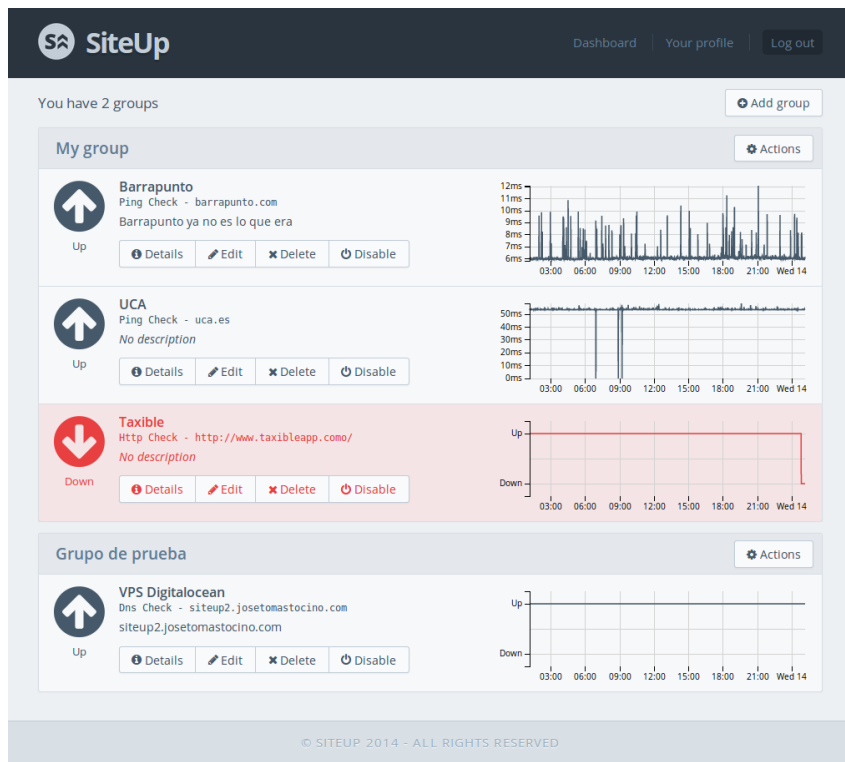 S SiteUp
Dashboard Your profile Log out
You have 2 groups
Add group
My group
Actions
Barrapunto
Ping Check - barrapunto.com
Barrapunto ya no es lo que era
Up
Details Edit Delete Disable
12ms
11ms
10ms
9ms
8ms
7ms
6ms
03:00 06:00 09:00 12:00 15:00 18:00 21:00 Wed 14
UCA
Ping Check - uca.es
No description
Up
Details Edit Delete Disable
50ms
40ms
30ms
20ms
10ms
0ms
03:00 06:00 09:00 12:00 15:00 18:00 21:00 Wed 14
Taxible
Http Check - http://www.taxibleapp.como/
No description
Down
Details Edit Delete Disable
Up
Down
03:00 06:00 09:00 12:00 15:00 18:00 21:00 Wed 14
Grupo de prueba
Actions
VPS Digitalocean
Dns Check - siteup2.josetomastocino.com
siteup2.josetomastocino.com
Up
Details Edit Delete Disable
Up
Down
03:00 06:00 09:00 12:00 15:00 18:00 21:00 Wed 14
© SITEUP 2014 - ALL RIGHTS RESERVED